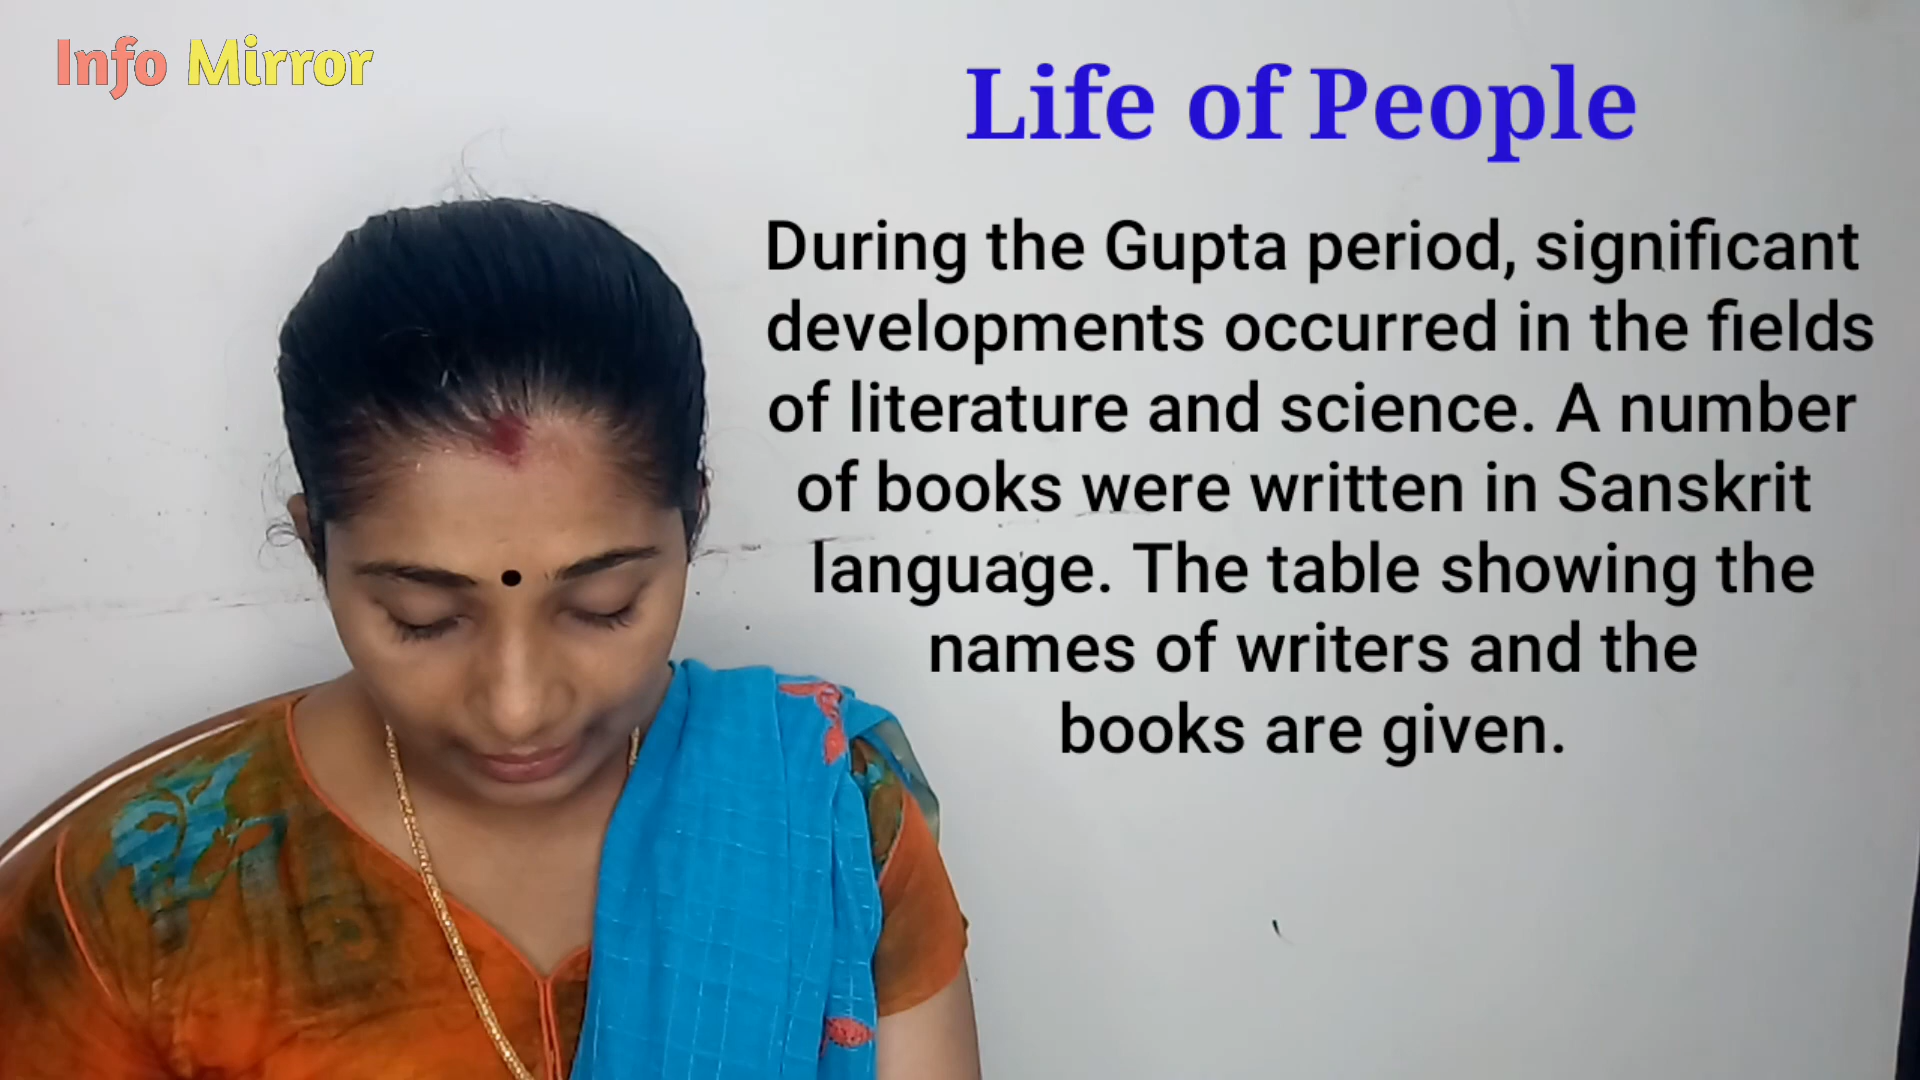 Info Mirror
Life of People
During the Gupta period, significant
developments occurred in the fields
of literature and science. A number
of books were written in Sanskrit
language. The table showing the
names of writers and the
books are given.